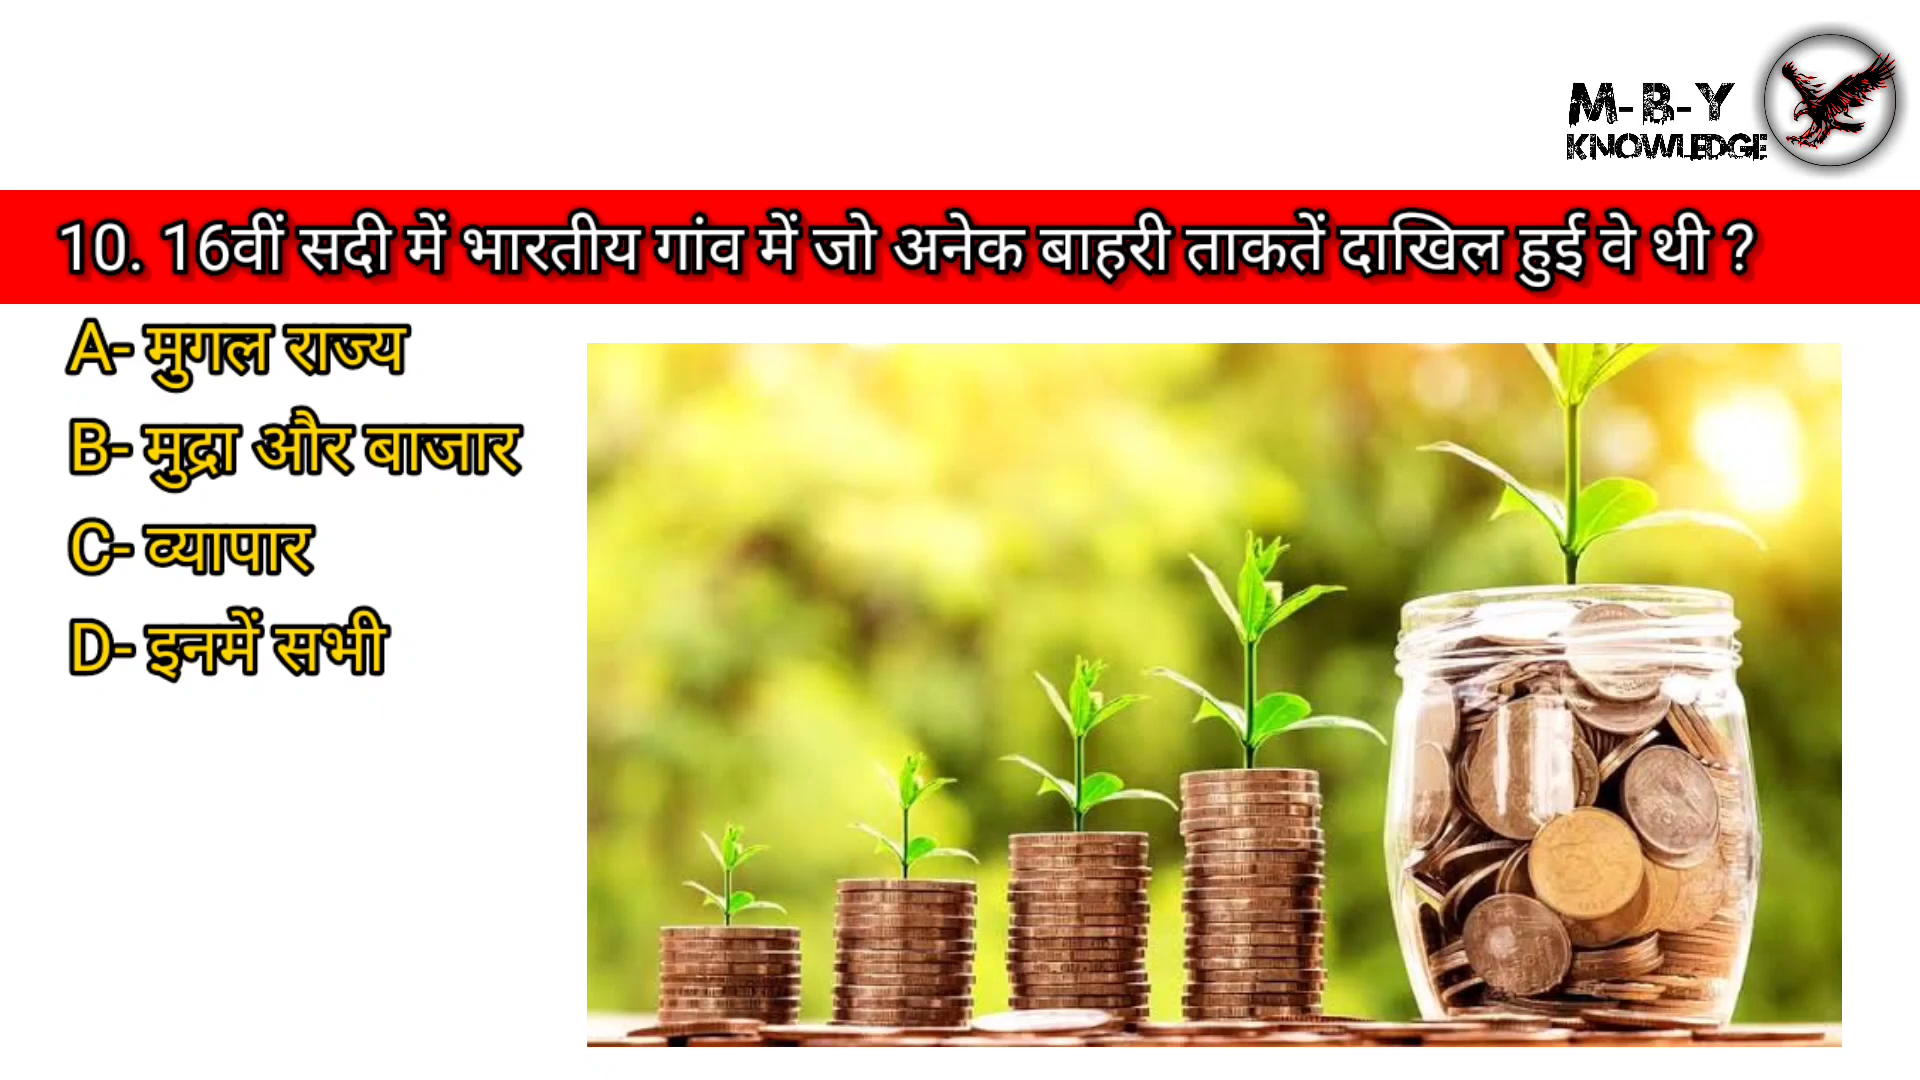 M-B-Y
KNOWLEDGE
10. 16वीं सदी में भारतीय गांव में जो अनेक बाहरी ताकतें दाखिल हुई वे थी ?
A- मुगल राज्य
B- मुद्रा और बाजार
C- व्यापार
D- इनमें सभी